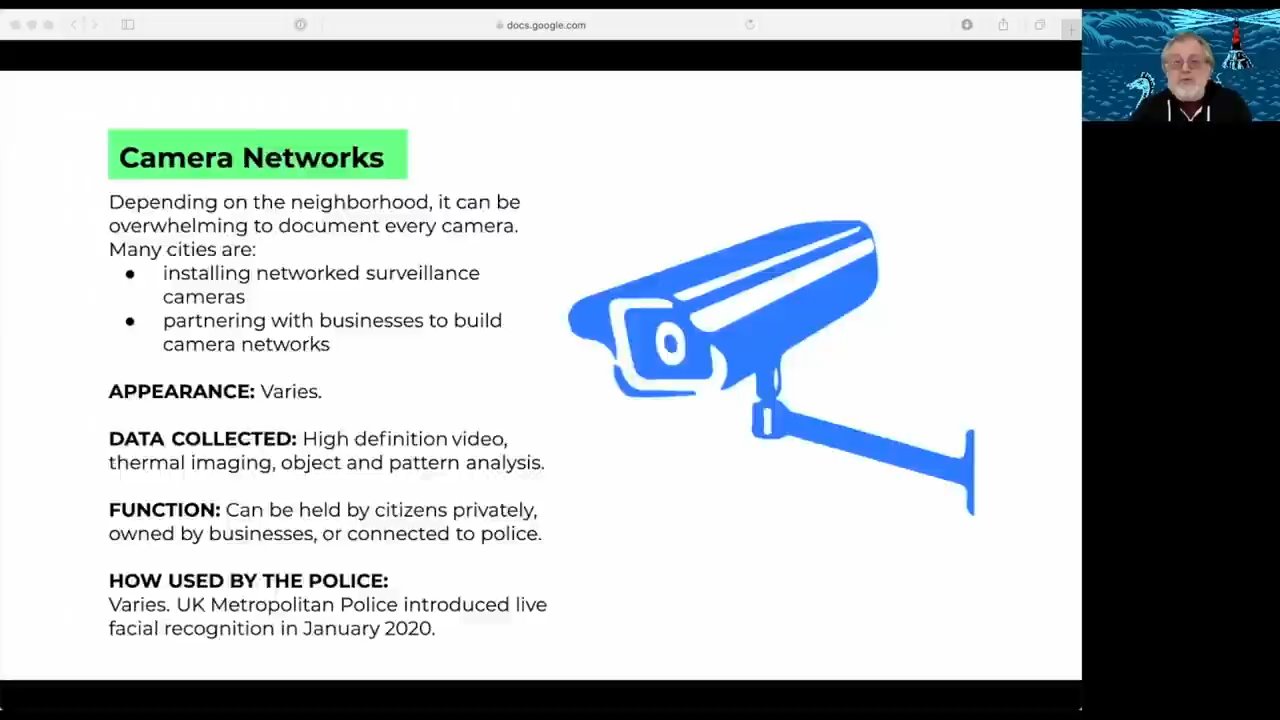 docs.google.com
Camera Networks
Depending on the neighborhood, it can be
overwhelming to document every camera.
Many cities are:
● installing networked surveillance
cameras
● partnering with businesses to build
camera networks
APPEARANCE: Varies.
DATA COLLECTED: High definition video,
thermal imaging, object and pattern analysis.
FUNCTION: Can be held by citizens privately,
owned by businesses, or connected to police.
HOW USED BY THE POLICE:
Varies. UK Metropolitan Police introduced live
facial recognition in January 2020.